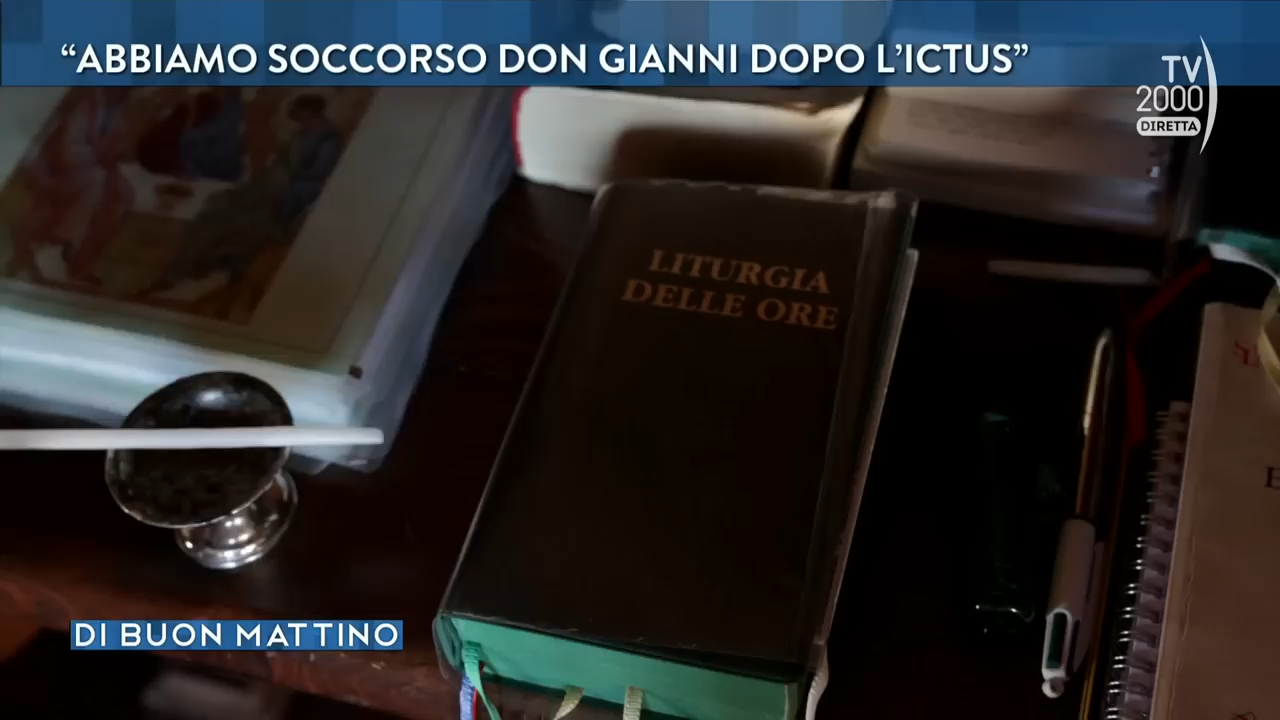 “ABBIAMO SOCCORSO DON GIANNI DOPO L’ICTUS”
TV
2000
DIRETTA
LITURGIA
DELLE ORE
DI BUON MATTINO